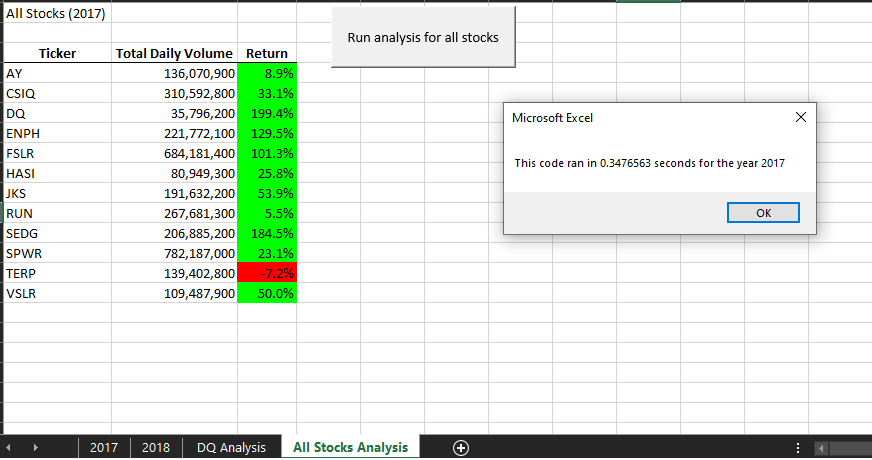 All Stocks (2017)
Run analysis for all stocks
Ticker Total Daily Volume Return
AY 136,070,900 8.9%
CSIQ 310,592,800 33.1%
DQ 35,796,200 199.4%
ENPH 221,772,100 129.5%
FSLR 684,181,400 101.3%
HASI 80,949,300 25.8%
JKS 191,632,200 53.9%
RUN 267,681,300 5.5%
SEDG 206,885,200 184.5%
SPWR 782,187,000 23.1%
TERP 139,402,800 -7.2%
VSLR 109,487,900 50.0%
Microsoft Excel
This code ran in 0.3476563 seconds for the year 2017
OK
2017 2018 DQ Analysis All Stocks Analysis